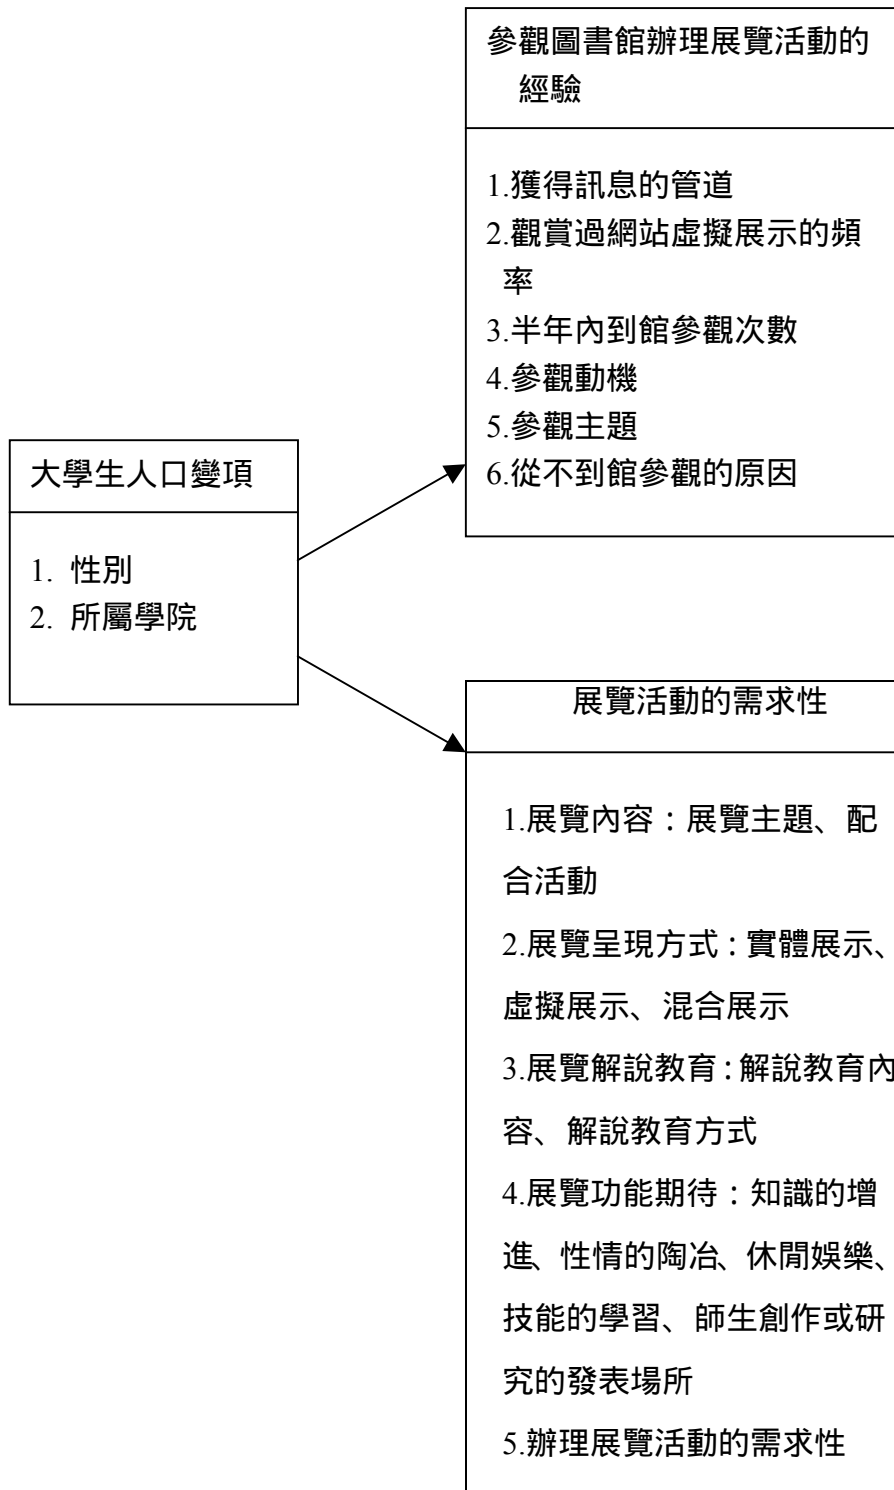 參觀圖書館辦理展覽活動的
經驗
1.獲得訊息的管道
2.觀賞過網站虛擬展示的頻
率
3.半年內到館參觀次數
4.參觀動機
5.參觀主題
6.從不到館參觀的原因
大學生人口變項
1. 性別
2. 所屬學院
展覽活動的需求性
1.展覽內容：展覽主題、配
合活動
2.展覽呈現方式：實體展示、
虛擬展示、混合展示
3.展覽解說教育：解說教育內
容、解說教育方式
4.展覽功能期待：知識的增
進、性情的陶冶、休閒娛樂、
技能的學習、師生創作或研
究的發表場所
5.辦理展覽活動的需求性